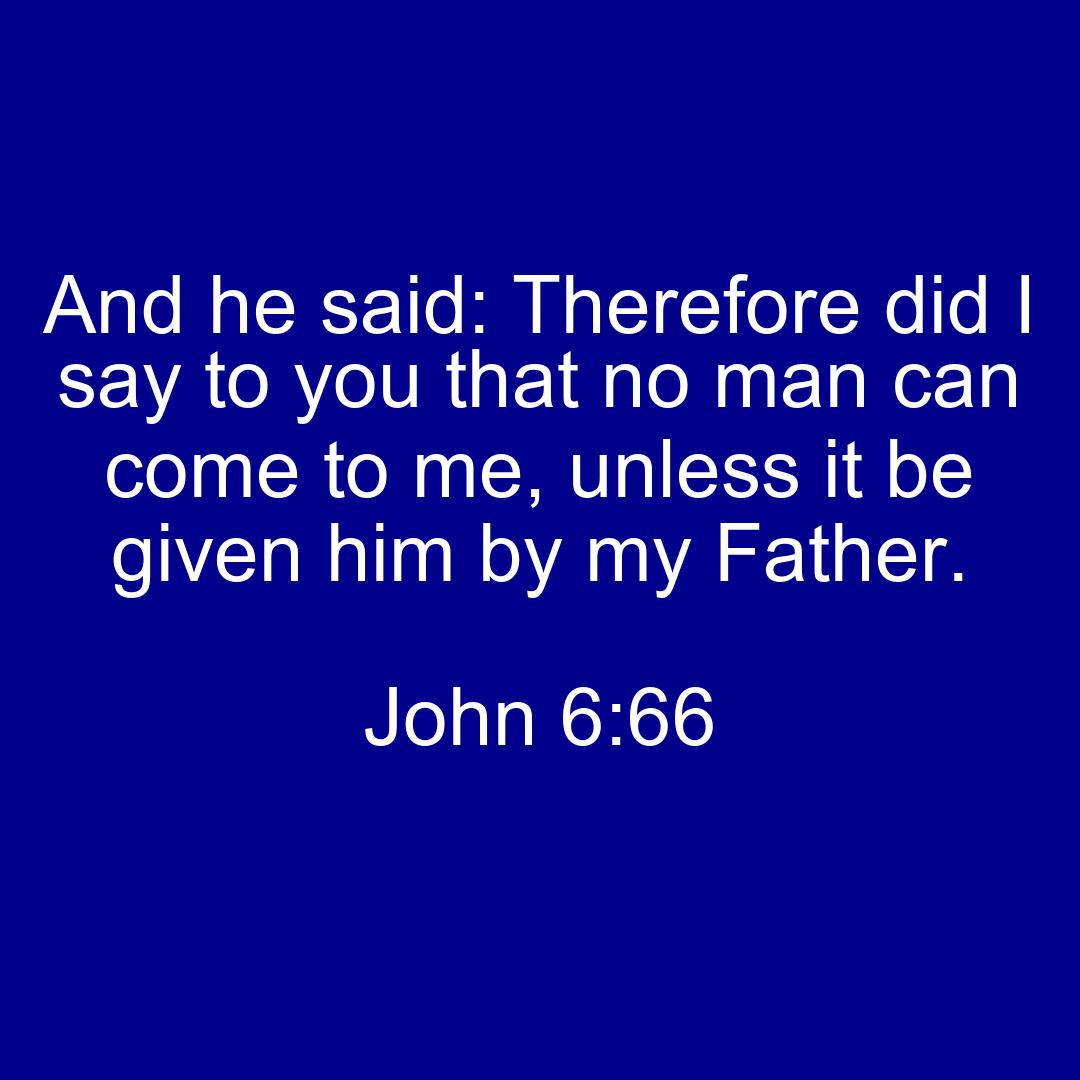 And he said: Therefore did I
say to you that no man can
come to me, unless it be
given him by my Father.
John 6:66